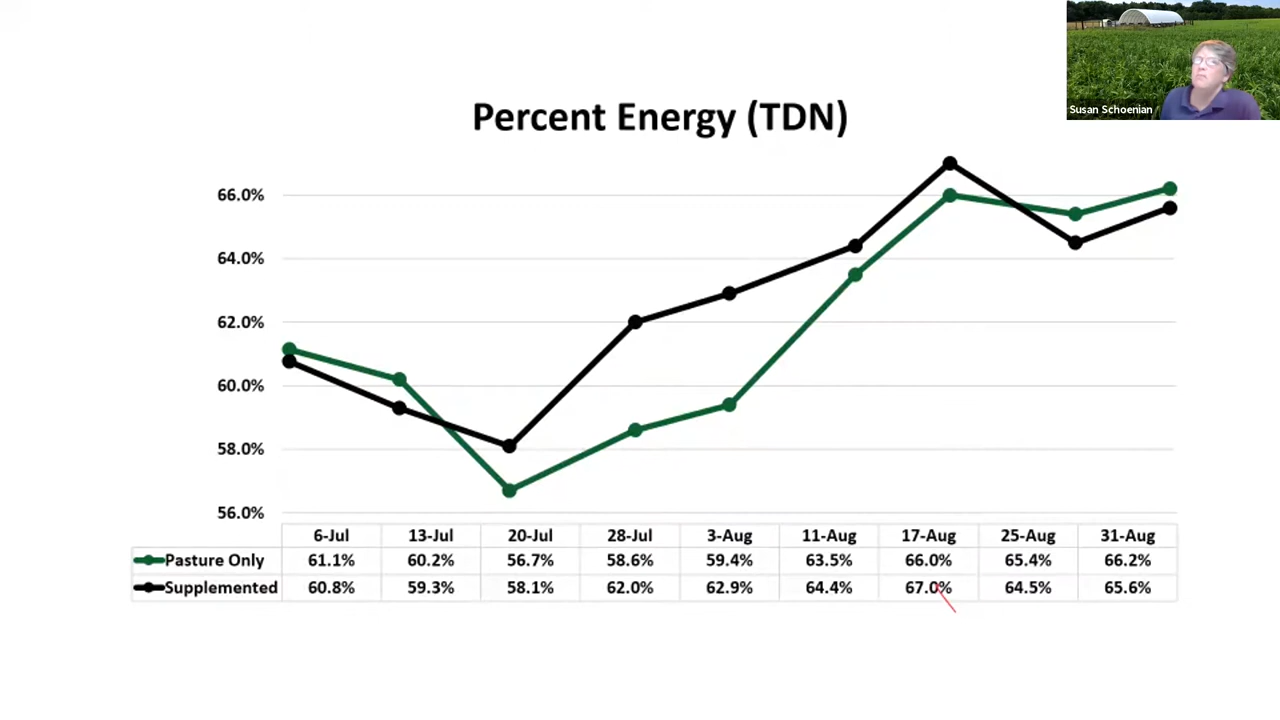 Susan Schoenian
Percent Energy (TDN)
66.0%
64.0%
62.0%
60.0%
58.0%
56.0%
6-Jul 13-Jul 20-Jul 28-Jul 3-Aug 11-Aug 17-Aug 25-Aug 31-Aug
Pasture Only 61.1% 60.2% 56.7% 58.6% 59.4% 63.5% 66.0% 65.4% 66.2%
Supplemented 60.8% 59.3% 58.1% 62.0% 62.9% 64.4% 67.0% 64.5% 65.6%